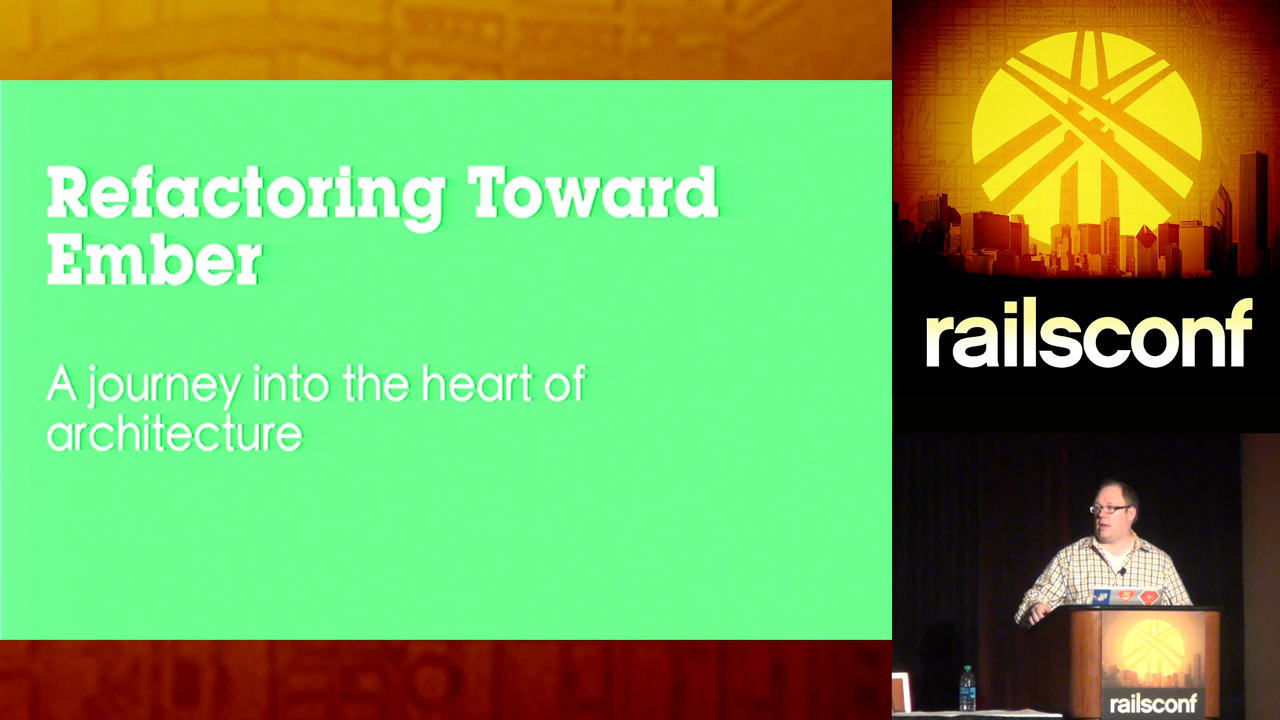 Refactoring Toward
Ember
A journey into the heart of
architecture
railsconf
railsconf